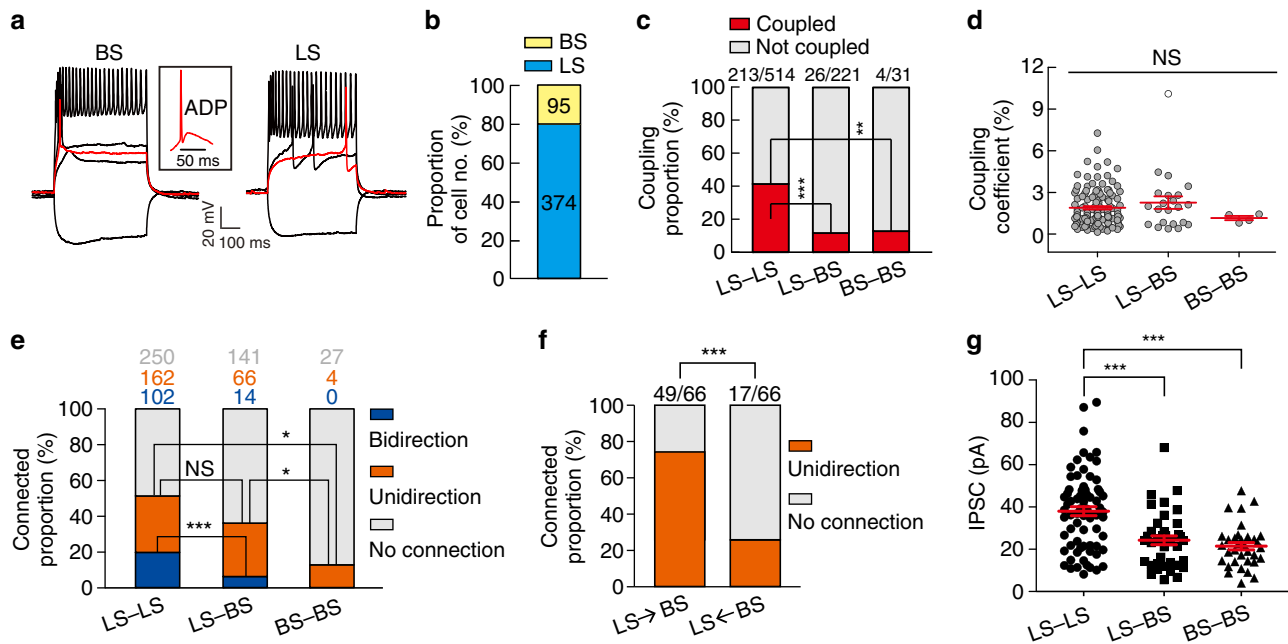 a
BS
LS
ADP
50 ms
20 mV
100 ms
b
BS
LS
Proportion of cell no. (%)
100
80
60
40
20
0
95
374
c
Coupled
Not coupled
213/514 26/221 4/31
Coupling proportion (%)
100
80
60
40
20
0
**
***
LS–LS
LS–BS
BS–BS
d
NS
Coupling coefficient (%)
12
9
6
3
0
LS–LS
LS–BS
BS–BS
e
250 141 27
162 66 4
102 14 0
Connected proportion (%)
100
80
60
40
20
0
*
NS
*
***
Bidirection
Unidirection
No connection
LS–LS
LS–BS
BS–BS
f
***
49/66 17/66
Connected proportion (%)
100
80
60
40
20
0
Unidirection
No connection
LS→BS
LS←BS
g
***
***
IPSC (pA)
100
80
60
40
20
0
LS–LS
LS–BS
BS–BS